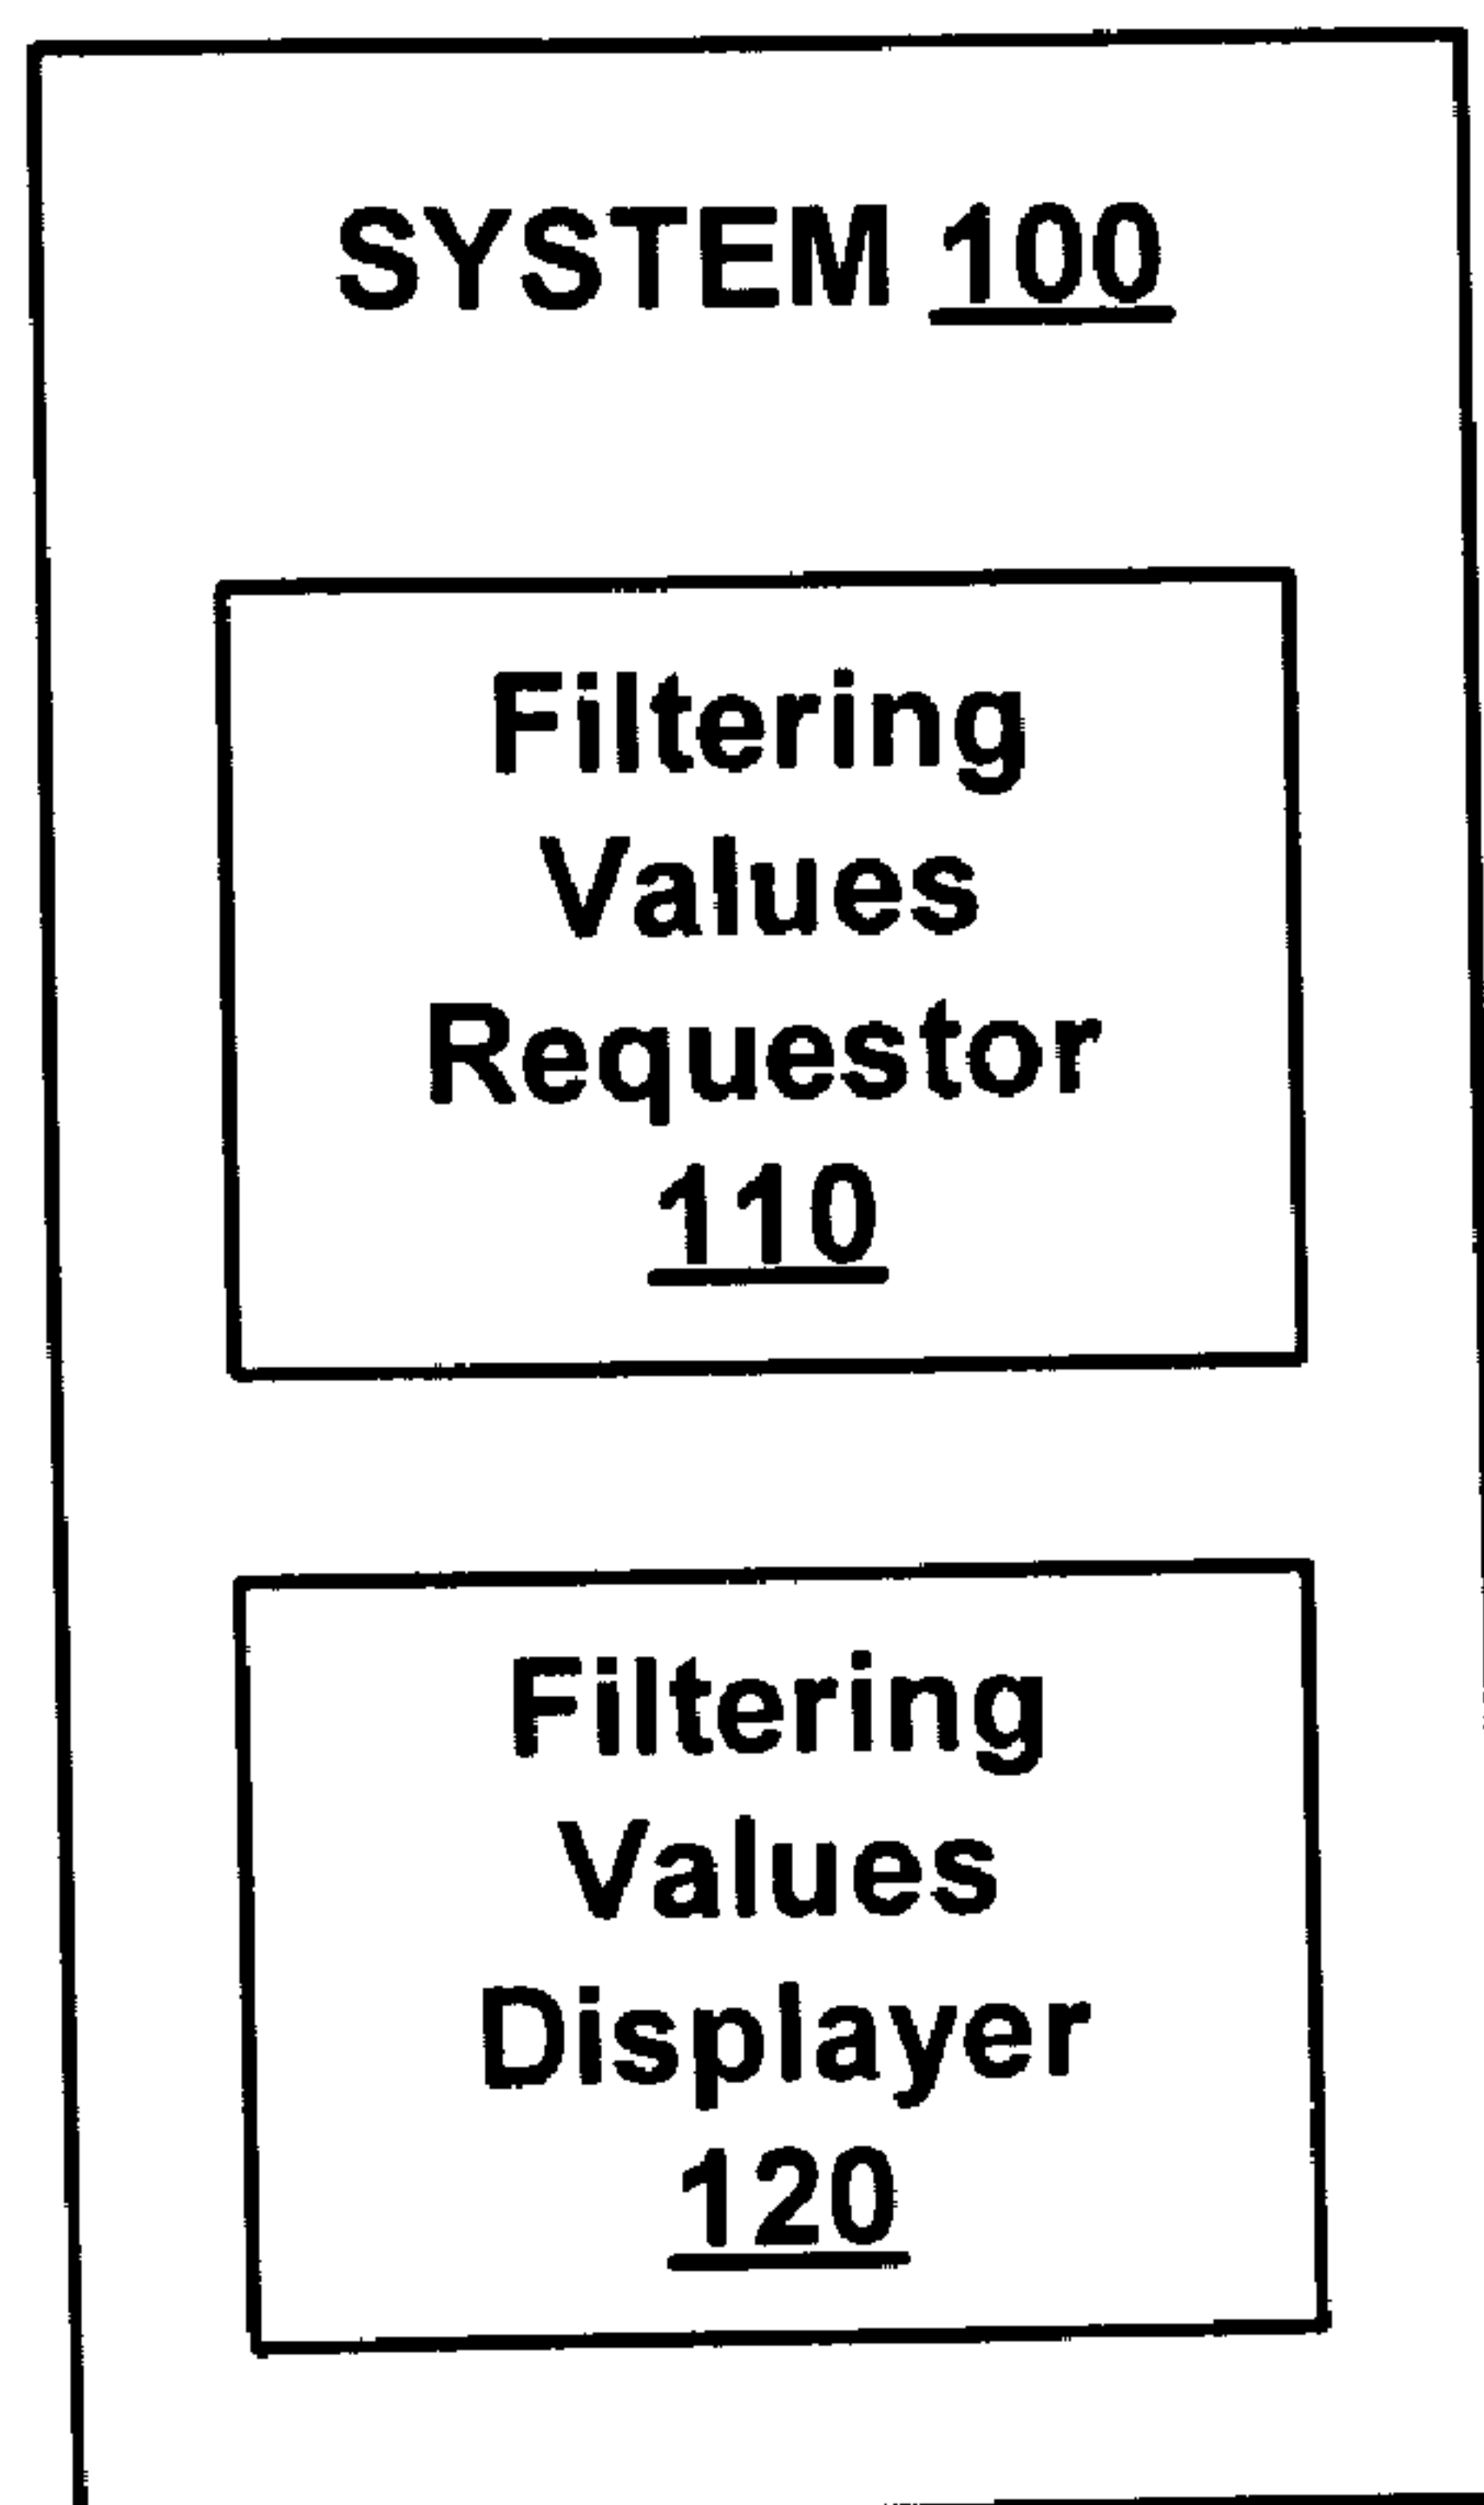 SYSTEM 100
Filtering
Values
Requestor
110
Filtering
Values
Displayer
120